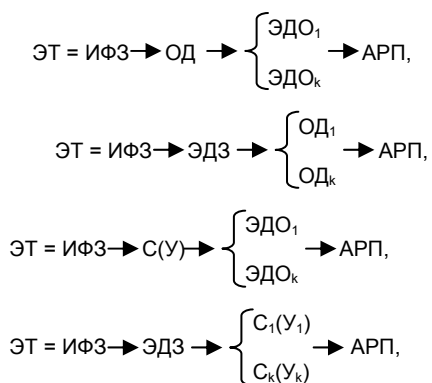 ЭДО₁
ЭТ = ИФЗ → ОД → { → АРП,
ЭДОₖ
ОД₁
ЭТ = ИФЗ → ЭДЗ → { → АРП,
ОДₖ
ЭДО₁
ЭТ = ИФЗ → С(У) → { → АРП,
ЭДОₖ
С₁(У₁)
ЭТ = ИФЗ → ЭДЗ → { → АРП,
Сₖ(Уₖ)